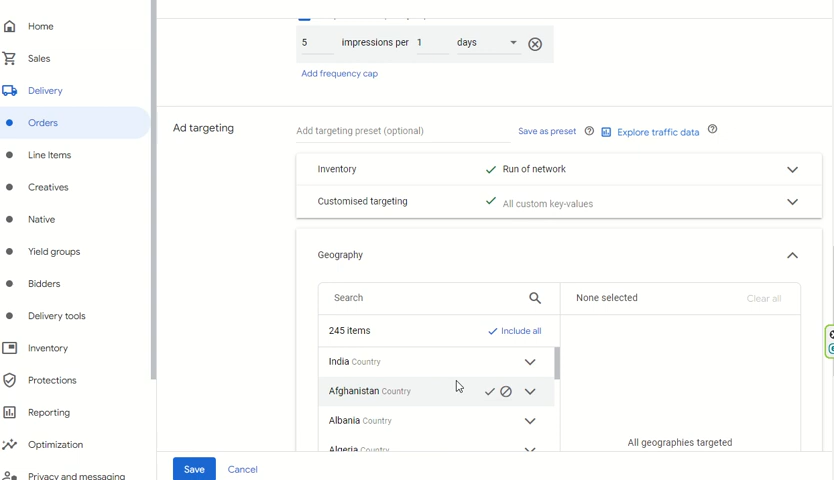 Home
Sales
Delivery
Orders
Line Items
Creatives
Native
Yield groups
Bidders
Delivery tools
Inventory
Protections
Reporting
Optimization
Privacy and messaging
5 impressions per 1 days
Add frequency cap
Ad targeting
Add targeting preset (optional) Save as preset Explore traffic data
Inventory Run of network
Customised targeting All custom key-values
Geography
Search None selected Clear all
245 items Include all
India Country
Afghanistan Country
Albania Country
Algeria Country
All geographies targeted
Save Cancel